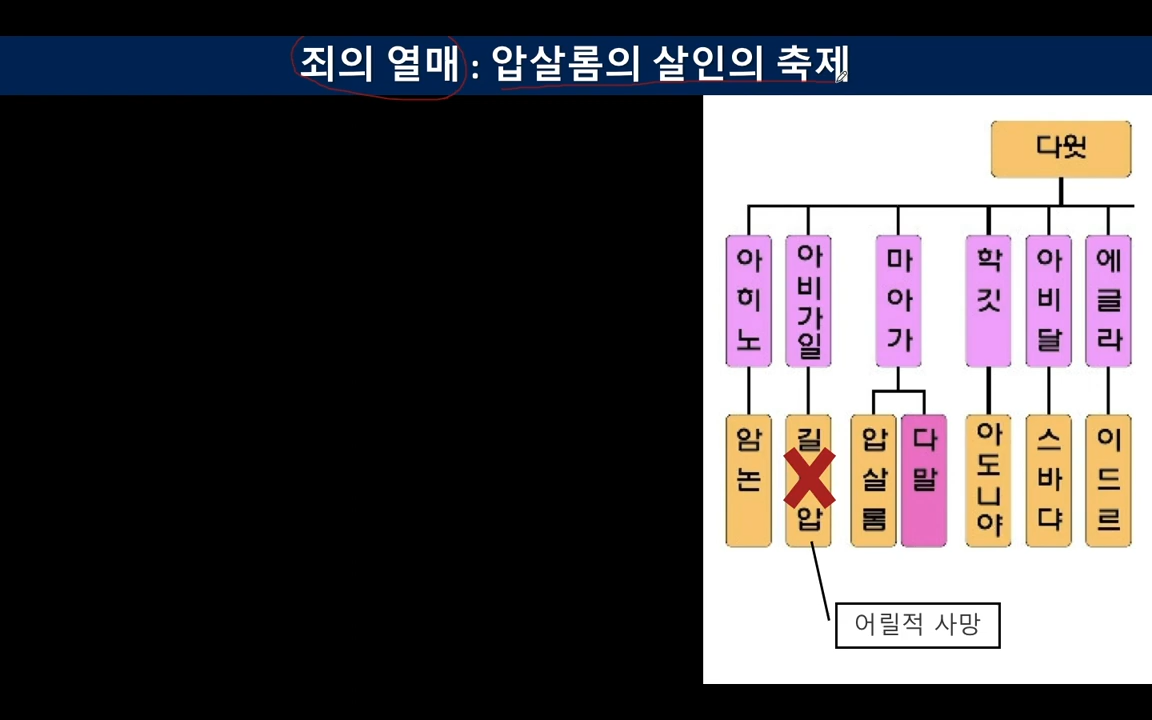 죄의 열매 : 압살롬의 살인의 축제
다윗
아히노
아비가일
마아가
학깃
아비달
에글라
암논
길 압
압살롬
다말
아도니야
스바댜
이드르
어릴적 사망